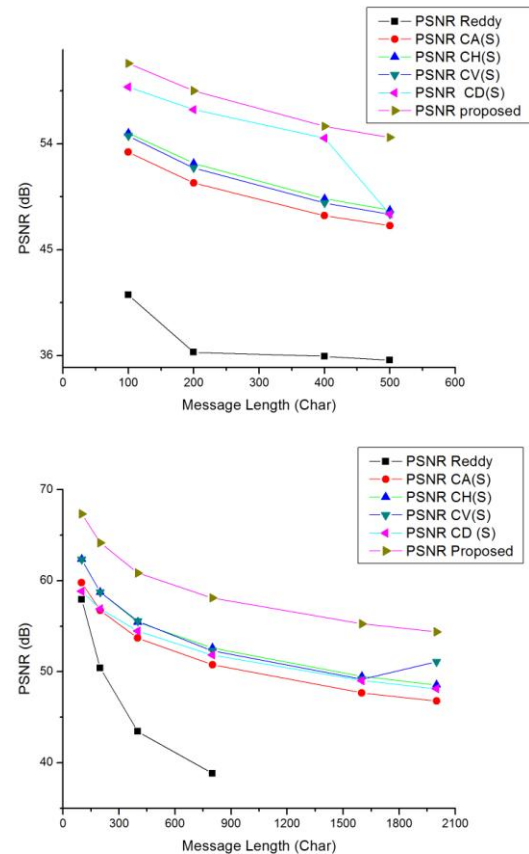 PSNR Reddy
PSNR CA(S)
PSNR CH(S)
PSNR CV(S)
PSNR  CD(S)
PSNR proposed
54
45
36
PSNR (dB)
0 100 200 300 400 500 600
Message Length (Char)
PSNR Reddy
PSNR CA(S)
PSNR CH(S)
PSNR CV(S)
PSNR CD (S)
PSNR Proposed
70
60
50
40
PSNR (dB)
0 300 600 900 1200 1500 1800 2100
Message Length (Char)